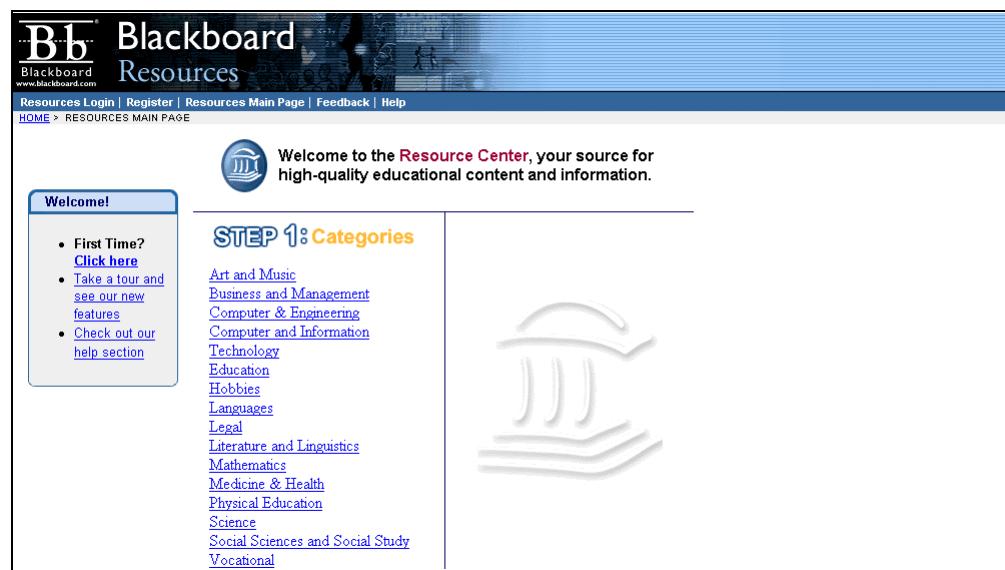 Bb
Blackboard
www.blackboard.com
Blackboard
Resources
Resources Login | Register | Resources Main Page | Feedback | Help
HOME > RESOURCES MAIN PAGE
Welcome to the Resource Center, your source for
high-quality educational content and information.
Welcome!
First Time?
Click here
Take a tour and
see our new
features
Check out our
help section
STEP 1: Categories
Art and Music
Business and Management
Computer & Engineering
Computer and Information
Technology
Education
Hobbies
Languages
Legal
Literature and Linguistics
Mathematics
Medicine & Health
Physical Education
Science
Social Sciences and Social Study
Vocational